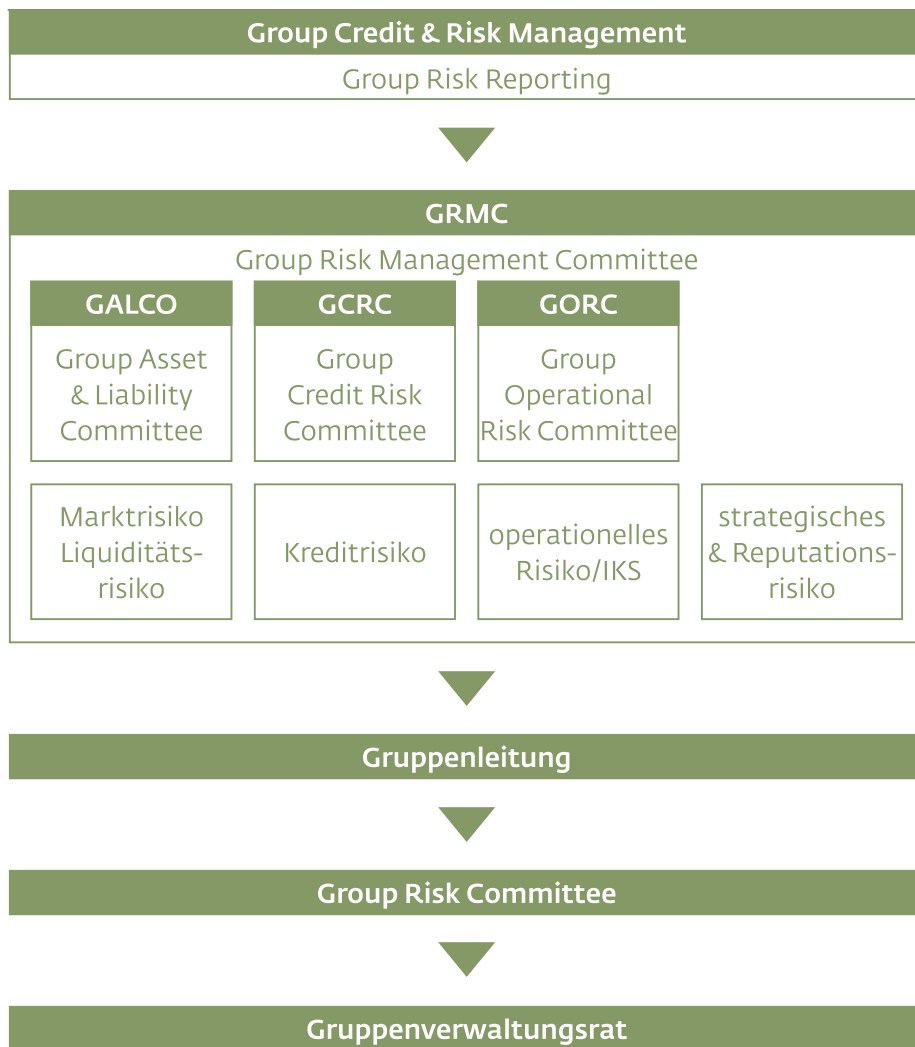 Group Credit & Risk Management
Group Risk Reporting
GRMC
Group Risk Management Committee
GALCO
Group Asset
& Liability
Committee
GCRC
Group
Credit Risk
Committee
GORC
Group
Operational
Risk Committee
Marktrisiko
Liquiditäts-
risiko
Kreditrisiko
operationelles
Risiko/IKS
strategisches
& Reputations-
risiko
Gruppenleitung
Group Risk Committee
Gruppenverwaltungsrat